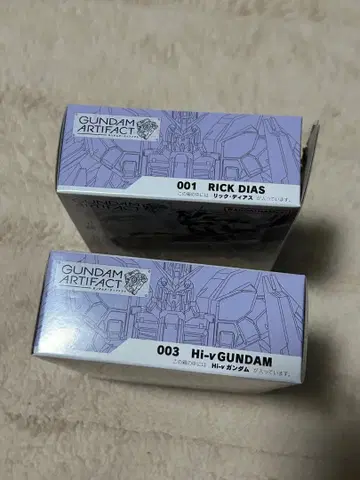 GUNDAM
ARTIFACT
001 RICK DIAS
この箱の中には リック・ディアス が入っています。
GUNDAM
ARTIFACT
003 Hi-νGUNDAM
この箱の中には Hi-ν ガンダム が入っています。